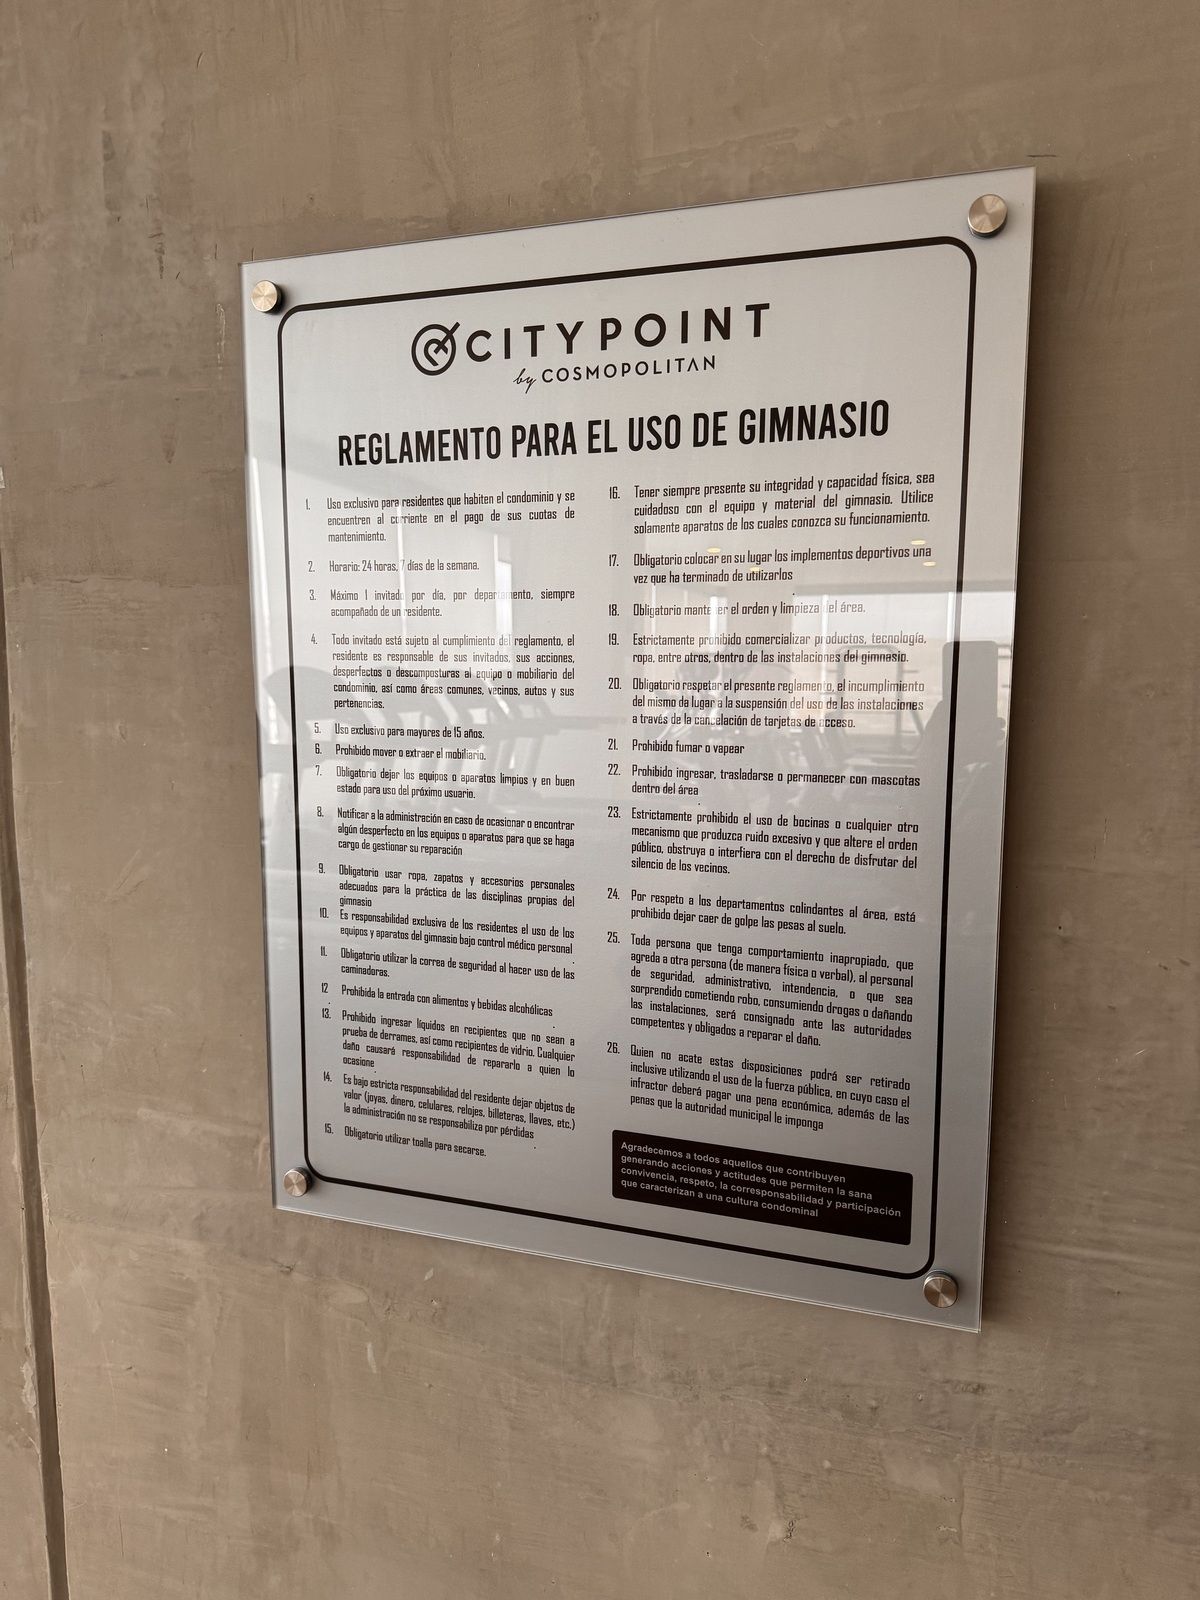 CITYPOINT
by COSMOPOLITAN
REGLAMENTO PARA EL USO DE GIMNASIO
1. Uso exclusivo para residentes que habiten el condominio y se
encuentren al corriente en el pago de sus cuotas de
mantenimiento.
2. Horario: 24 horas, 7 días de la semana.
3. Máximo 1 invitado por día, por departamento, siempre
acompañado de un residente.
4. Todo invitado está sujeto al cumplimiento del reglamento, el
residente es responsable de sus invitados, sus acciones,
desperfectos o descomposturas al equipo o mobiliario del
condominio, así como áreas comunes, vecinos, autos y sus
pertenencias.
5. Uso exclusivo para mayores de 15 años.
6. Prohibido mover o extraer el mobiliario.
7. Obligatorio dejar los equipos o aparatos limpios y en buen
estado para uso del próximo usuario.
8. Notificar a la administración en caso de ocasionar o encontrar
algún desperfecto en los equipos o aparatos para que se haga
cargo de gestionar su reparación
9. Obligatorio usar ropa, zapatos y accesorios personales
adecuados para la práctica de las disciplinas propias del
gimnasio
10. Es responsabilidad exclusiva de los residentes el uso de los
equipos y aparatos del gimnasio bajo control médico personal
11. Obligatorio utilizar la correa de seguridad al hacer uso de las
caminadoras.
12 Prohibida la entrada con alimentos y bebidas alcohólicas
13. Prohibido ingresar líquidos en recipientes que no sean a
prueba de derrames, así como recipientes de vidrio. Cualquier
daño causará responsabilidad de repararlo a quien lo
ocasione
14. Es bajo estricta responsabilidad del residente dejar objetos de
valor (joyas, dinero, celulares, relojes, billeteras, llaves, etc.)
la administración no se responsabiliza por pérdidas
15. Obligatorio utilizar toalla para secarse.
16. Tener siempre presente su integridad y capacidad física, sea
cuidadoso con el equipo y material del gimnasio. Utilice
solamente aparatos de los cuales conozca su funcionamiento.
17. Obligatorio colocar en su lugar los implementos deportivos una
vez que ha terminado de utilizarlos
18. Obligatorio mantener el orden y limpieza del área.
19. Estrictamente prohibido comercializar productos, tecnología,
ropa, entre otros, dentro de las instalaciones del gimnasio.
20. Obligatorio respetar el presente reglamento, el incumplimiento
del mismo da lugar a la suspensión del uso de las instalaciones
a través de la cancelación de tarjetas de acceso.
21. Prohibido fumar o vapear
22. Prohibido ingresar, trasladarse o permanecer con mascotas
dentro del área
23. Estrictamente prohibido el uso de bocinas o cualquier otro
mecanismo que produzca ruido excesivo y que altere el orden
público, obstruya o interfiera con el derecho de disfrutar del
silencio de los vecinos.
24. Por respeto a los departamentos colindantes al área, está
prohibido dejar caer de golpe las pesas al suelo.
25. Toda persona que tenga comportamiento inapropiado, que
agreda a otra persona (de manera física o verbal), al personal
de seguridad, administrativo, intendencia, o que sea
sorprendido cometiendo robo, consumiendo drogas o dañando
las instalaciones, será consignado ante las autoridades
competentes y obligados a reparar el daño.
26. Quien no acate estas disposiciones podrá ser retirado
inclusive utilizando el uso de la fuerza pública, en cuyo caso el
infractor deberá pagar una pena económica, además de las
penas que la autoridad municipal le imponga
Agradecemos a todos aquellos que contribuyen
generando acciones y actitudes que permiten la sana
convivencia, respeto, la corresponsabilidad y participación
que caracterizan a una cultura condominal